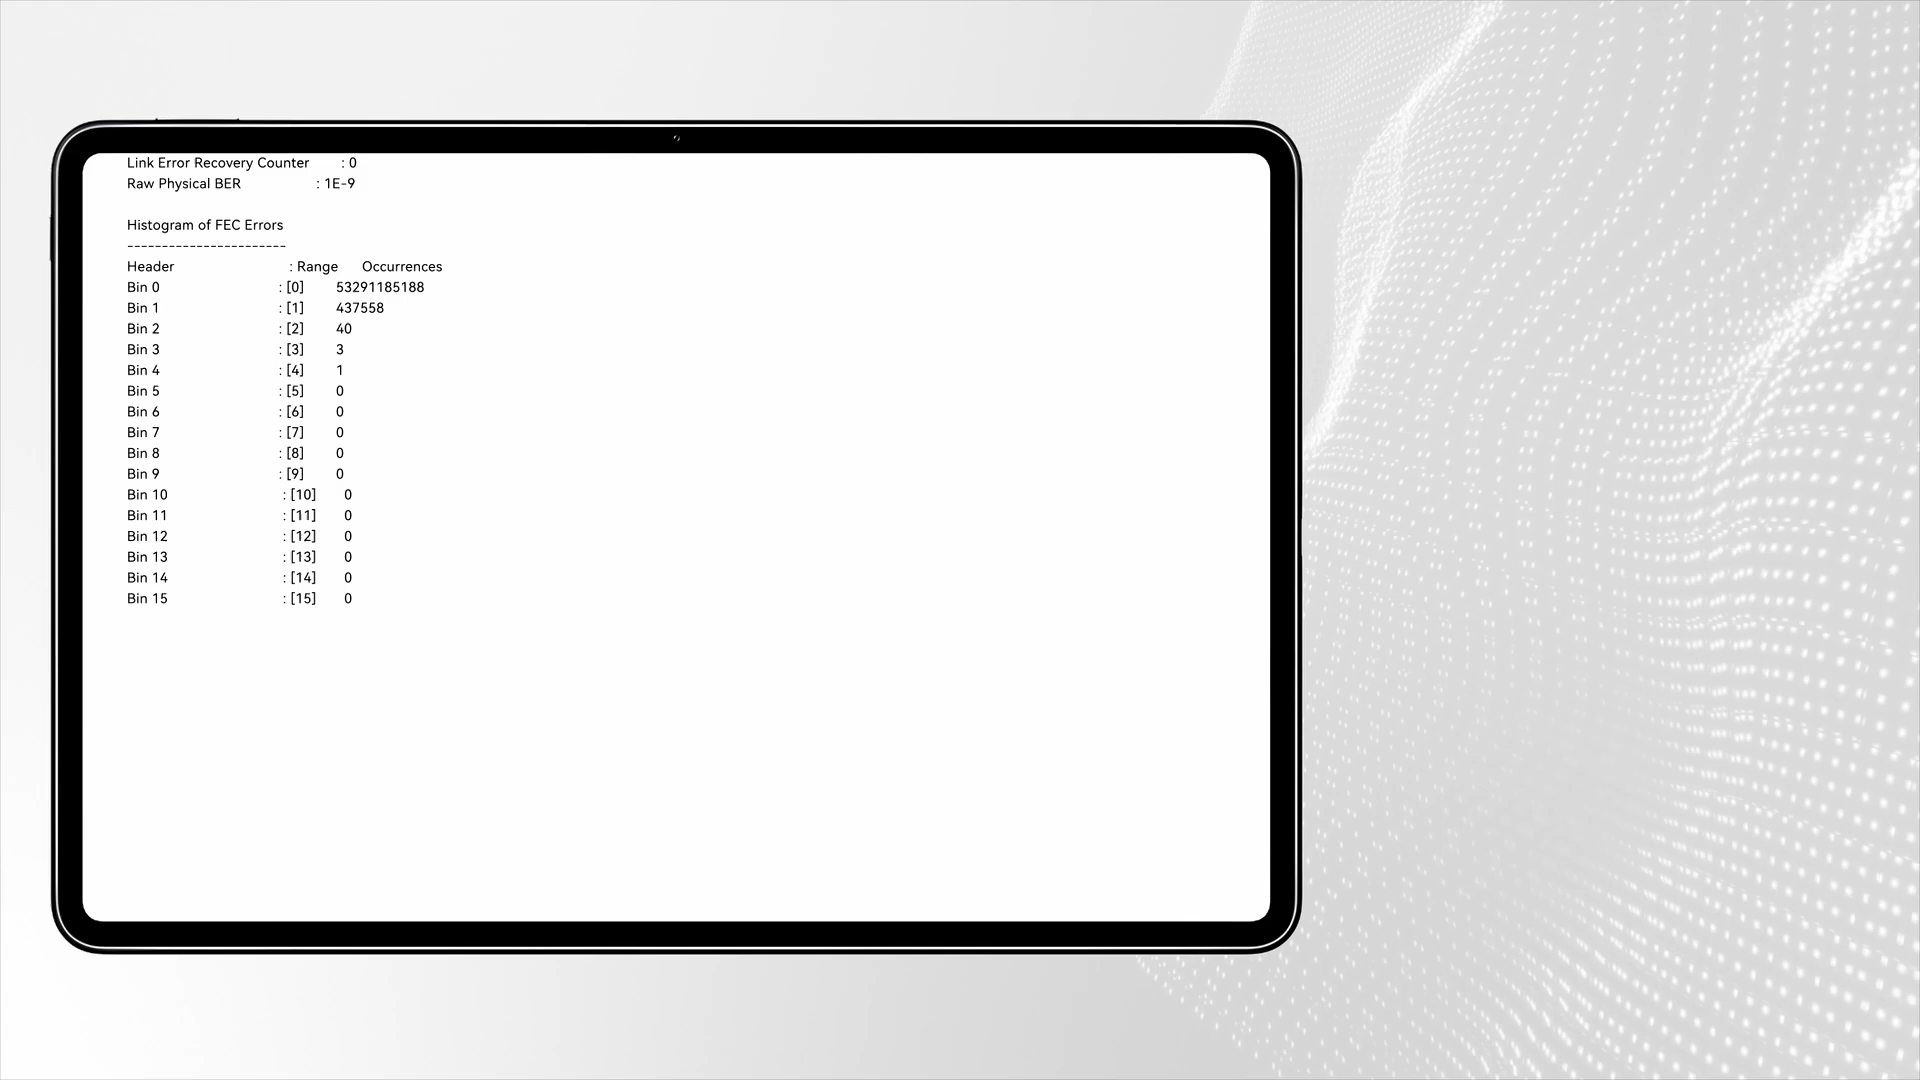 Link Error Recovery Counter : 0
Raw Physical BER : 1E-9
Histogram of FEC Errors
-----------------------
Header : Range Occurrences
Bin 0 : [0] 53291185188
Bin 1 : [1] 437558
Bin 2 : [2] 40
Bin 3 : [3] 3
Bin 4 : [4] 1
Bin 5 : [5] 0
Bin 6 : [6] 0
Bin 7 : [7] 0
Bin 8 : [8] 0
Bin 9 : [9] 0
Bin 10 : [10] 0
Bin 11 : [11] 0
Bin 12 : [12] 0
Bin 13 : [13] 0
Bin 14 : [14] 0
Bin 15 : [15] 0